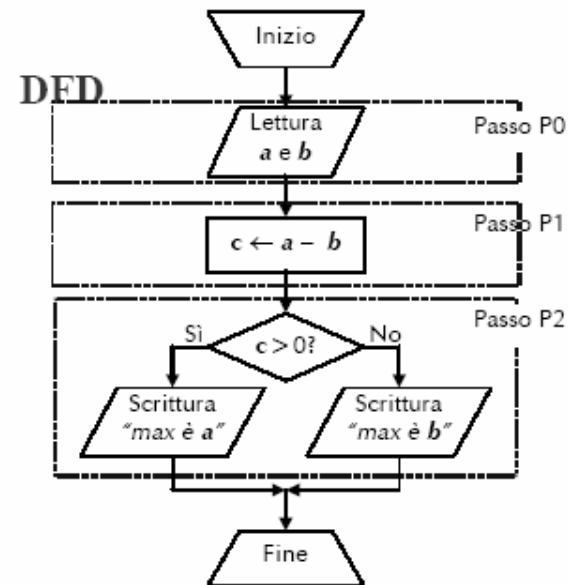 Inizio
DFD
Lettura
a e b
Passo P0
c ← a – b
Passo P1
Passo P2
c > 0?
Sì
No
Scrittura
"max è a"
Scrittura
"max è b"
Fine